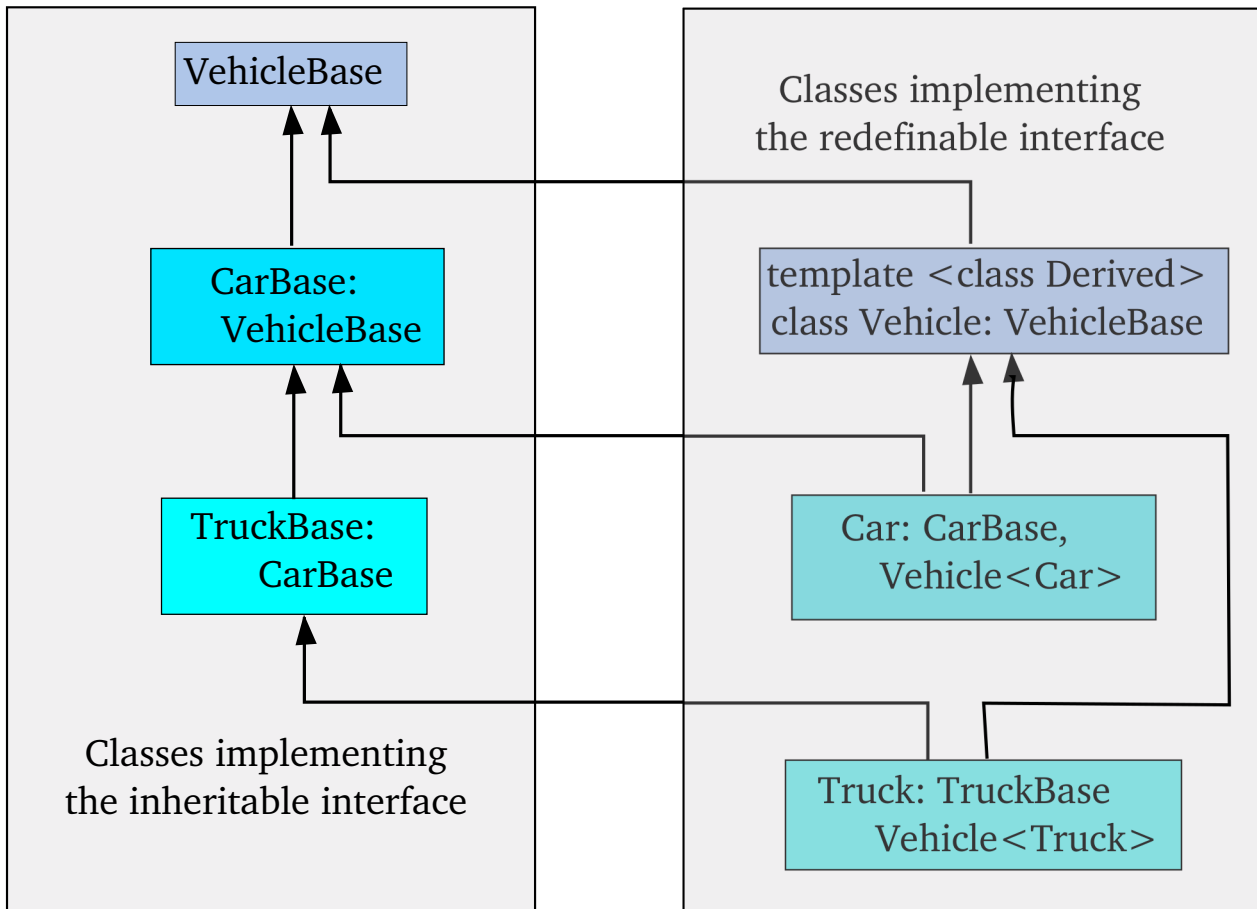 VehicleBase
CarBase:
VehicleBase
TruckBase:
CarBase
Classes implementing
the inheritable interface
Classes implementing
the redefinable interface
template <class Derived>
class Vehicle: VehicleBase
Car: CarBase,
Vehicle<Car>
Truck: TruckBase
Vehicle<Truck>